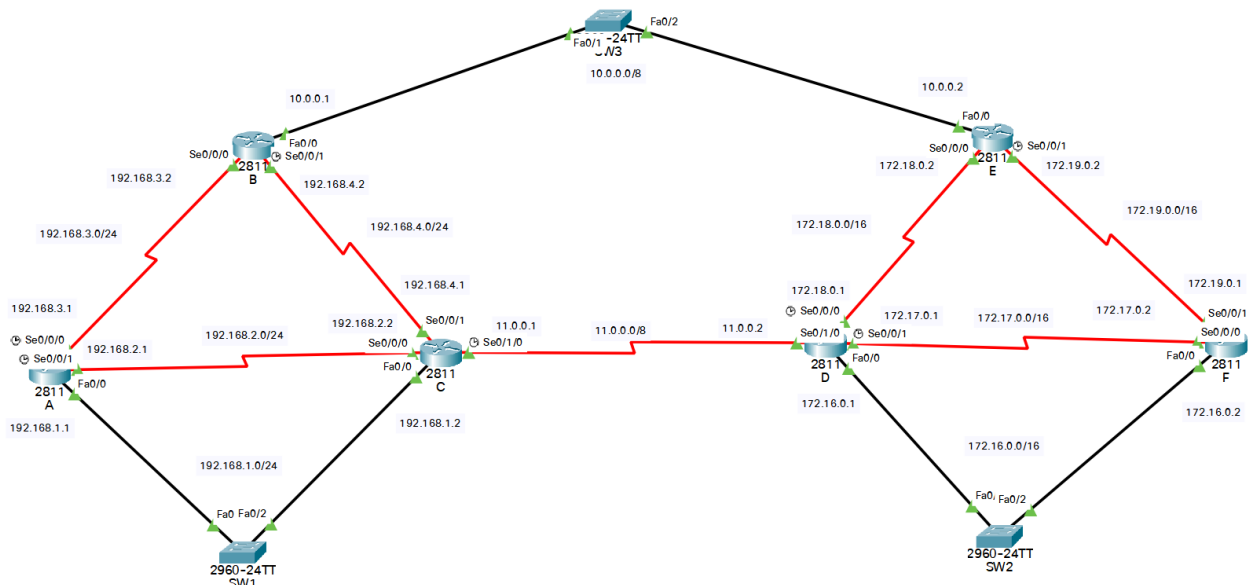 Fa0/2
Fa0/1
-24TT
SW3
10.0.0.0/8
10.0.0.1
10.0.0.2
Fa0/0
Fa0/0
Se0/0/0
Se0/0/1
2811
B
Se0/0/0
Se0/0/1
2811
E
192.168.3.2
192.168.4.2
172.18.0.2
172.19.0.2
192.168.3.0/24
192.168.4.0/24
172.18.0.0/16
172.19.0.0/16
192.168.3.1
192.168.4.1
172.18.0.1
172.19.0.1
Se0/0/0
192.168.2.0/24
192.168.2.2
Se0/0/1
11.0.0.1
11.0.0.0/8
11.0.0.2
Se0/0/0
172.17.0.1
172.17.0.0/16
172.17.0.2
Se0/0/1
Se0/0/1
192.168.2.1
Se0/0/0
Se0/1/0
Se0/1/0
Se0/0/1
Se0/0/0
Fa0/0
Fa0/0
Fa0/0
Fa0/0
2811
A
2811
C
2811
D
2811
F
192.168.1.1
192.168.1.2
172.16.0.1
172.16.0.2
192.168.1.0/24
172.16.0.0/16
Fa0/2
Fa0/2
2960-24TT
SW1
2960-24TT
SW2